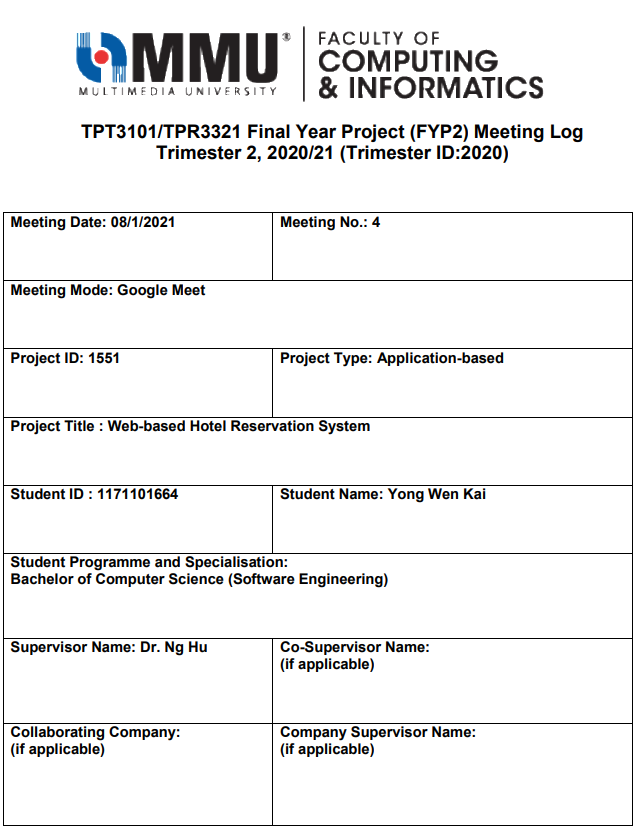 MMU®
MULTIMEDIA UNIVERSITY
FACULTY OF
COMPUTING
& INFORMATICS
TPT3101/TPR3321 Final Year Project (FYP2) Meeting Log
Trimester 2, 2020/21 (Trimester ID:2020)
Meeting Date: 08/1/2021
Meeting No.: 4
Meeting Mode: Google Meet
Project ID: 1551
Project Type: Application-based
Project Title : Web-based Hotel Reservation System
Student ID : 1171101664
Student Name: Yong Wen Kai
Student Programme and Specialisation:
Bachelor of Computer Science (Software Engineering)
Supervisor Name: Dr. Ng Hu
Co-Supervisor Name:
(if applicable)
Collaborating Company:
(if applicable)
Company Supervisor Name:
(if applicable)